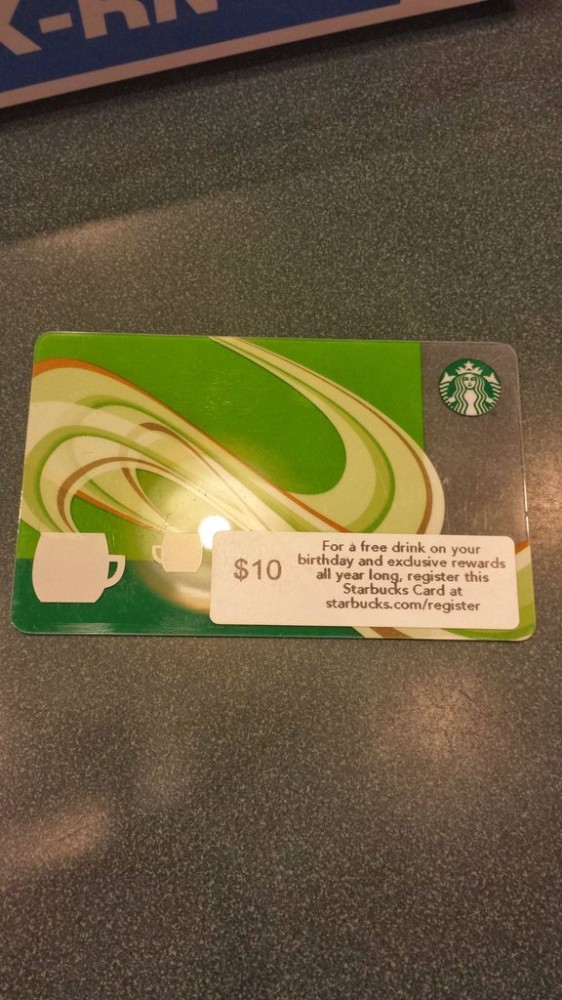 K-RN
$10
For a free drink on your
birthday and exclusive rewards
all year long, register this
Starbucks Card at
starbucks.com/register